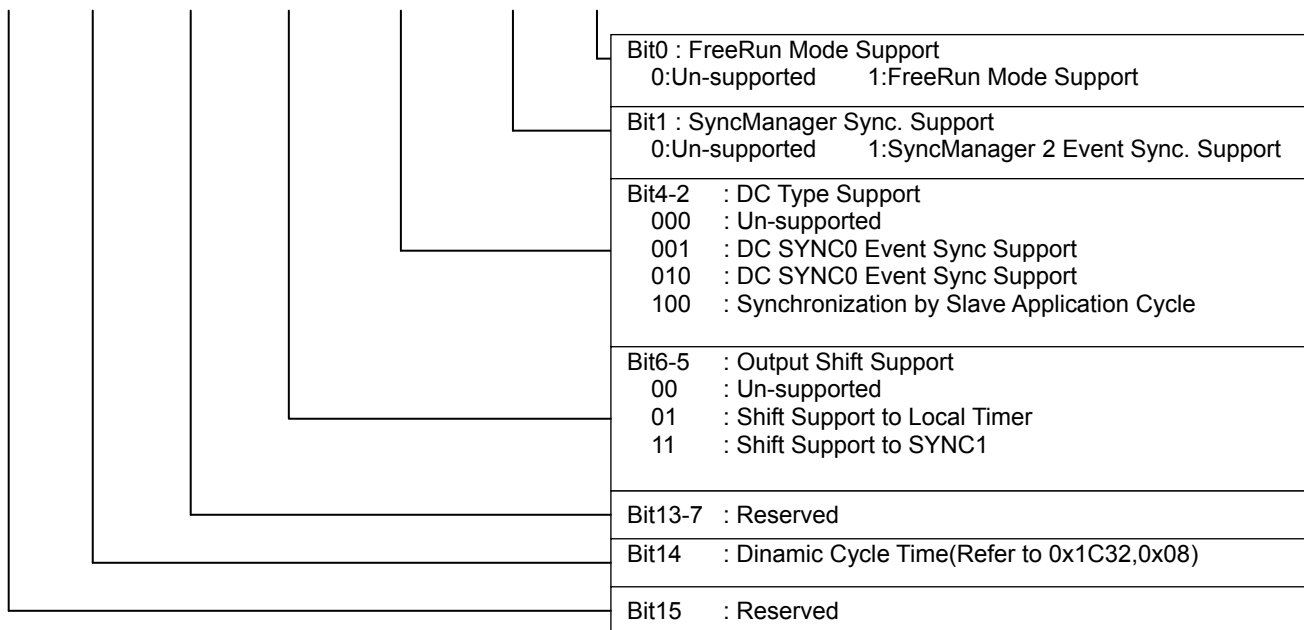 Bit0 : FreeRun Mode Support
0:Un-supported 1:FreeRun Mode Support
Bit1 : SyncManager Sync. Support
0:Un-supported 1:SyncManager 2 Event Sync. Support
Bit4-2 : DC Type Support
000 : Un-supported
001 : DC SYNC0 Event Sync Support
010 : DC SYNC0 Event Sync Support
100 : Synchronization by Slave Application Cycle
Bit6-5 : Output Shift Support
00 : Un-supported
01 : Shift Support to Local Timer
11 : Shift Support to SYNC1
Bit13-7 : Reserved
Bit14 : Dinamic Cycle Time(Refer to 0x1C32,0x08)
Bit15 : Reserved